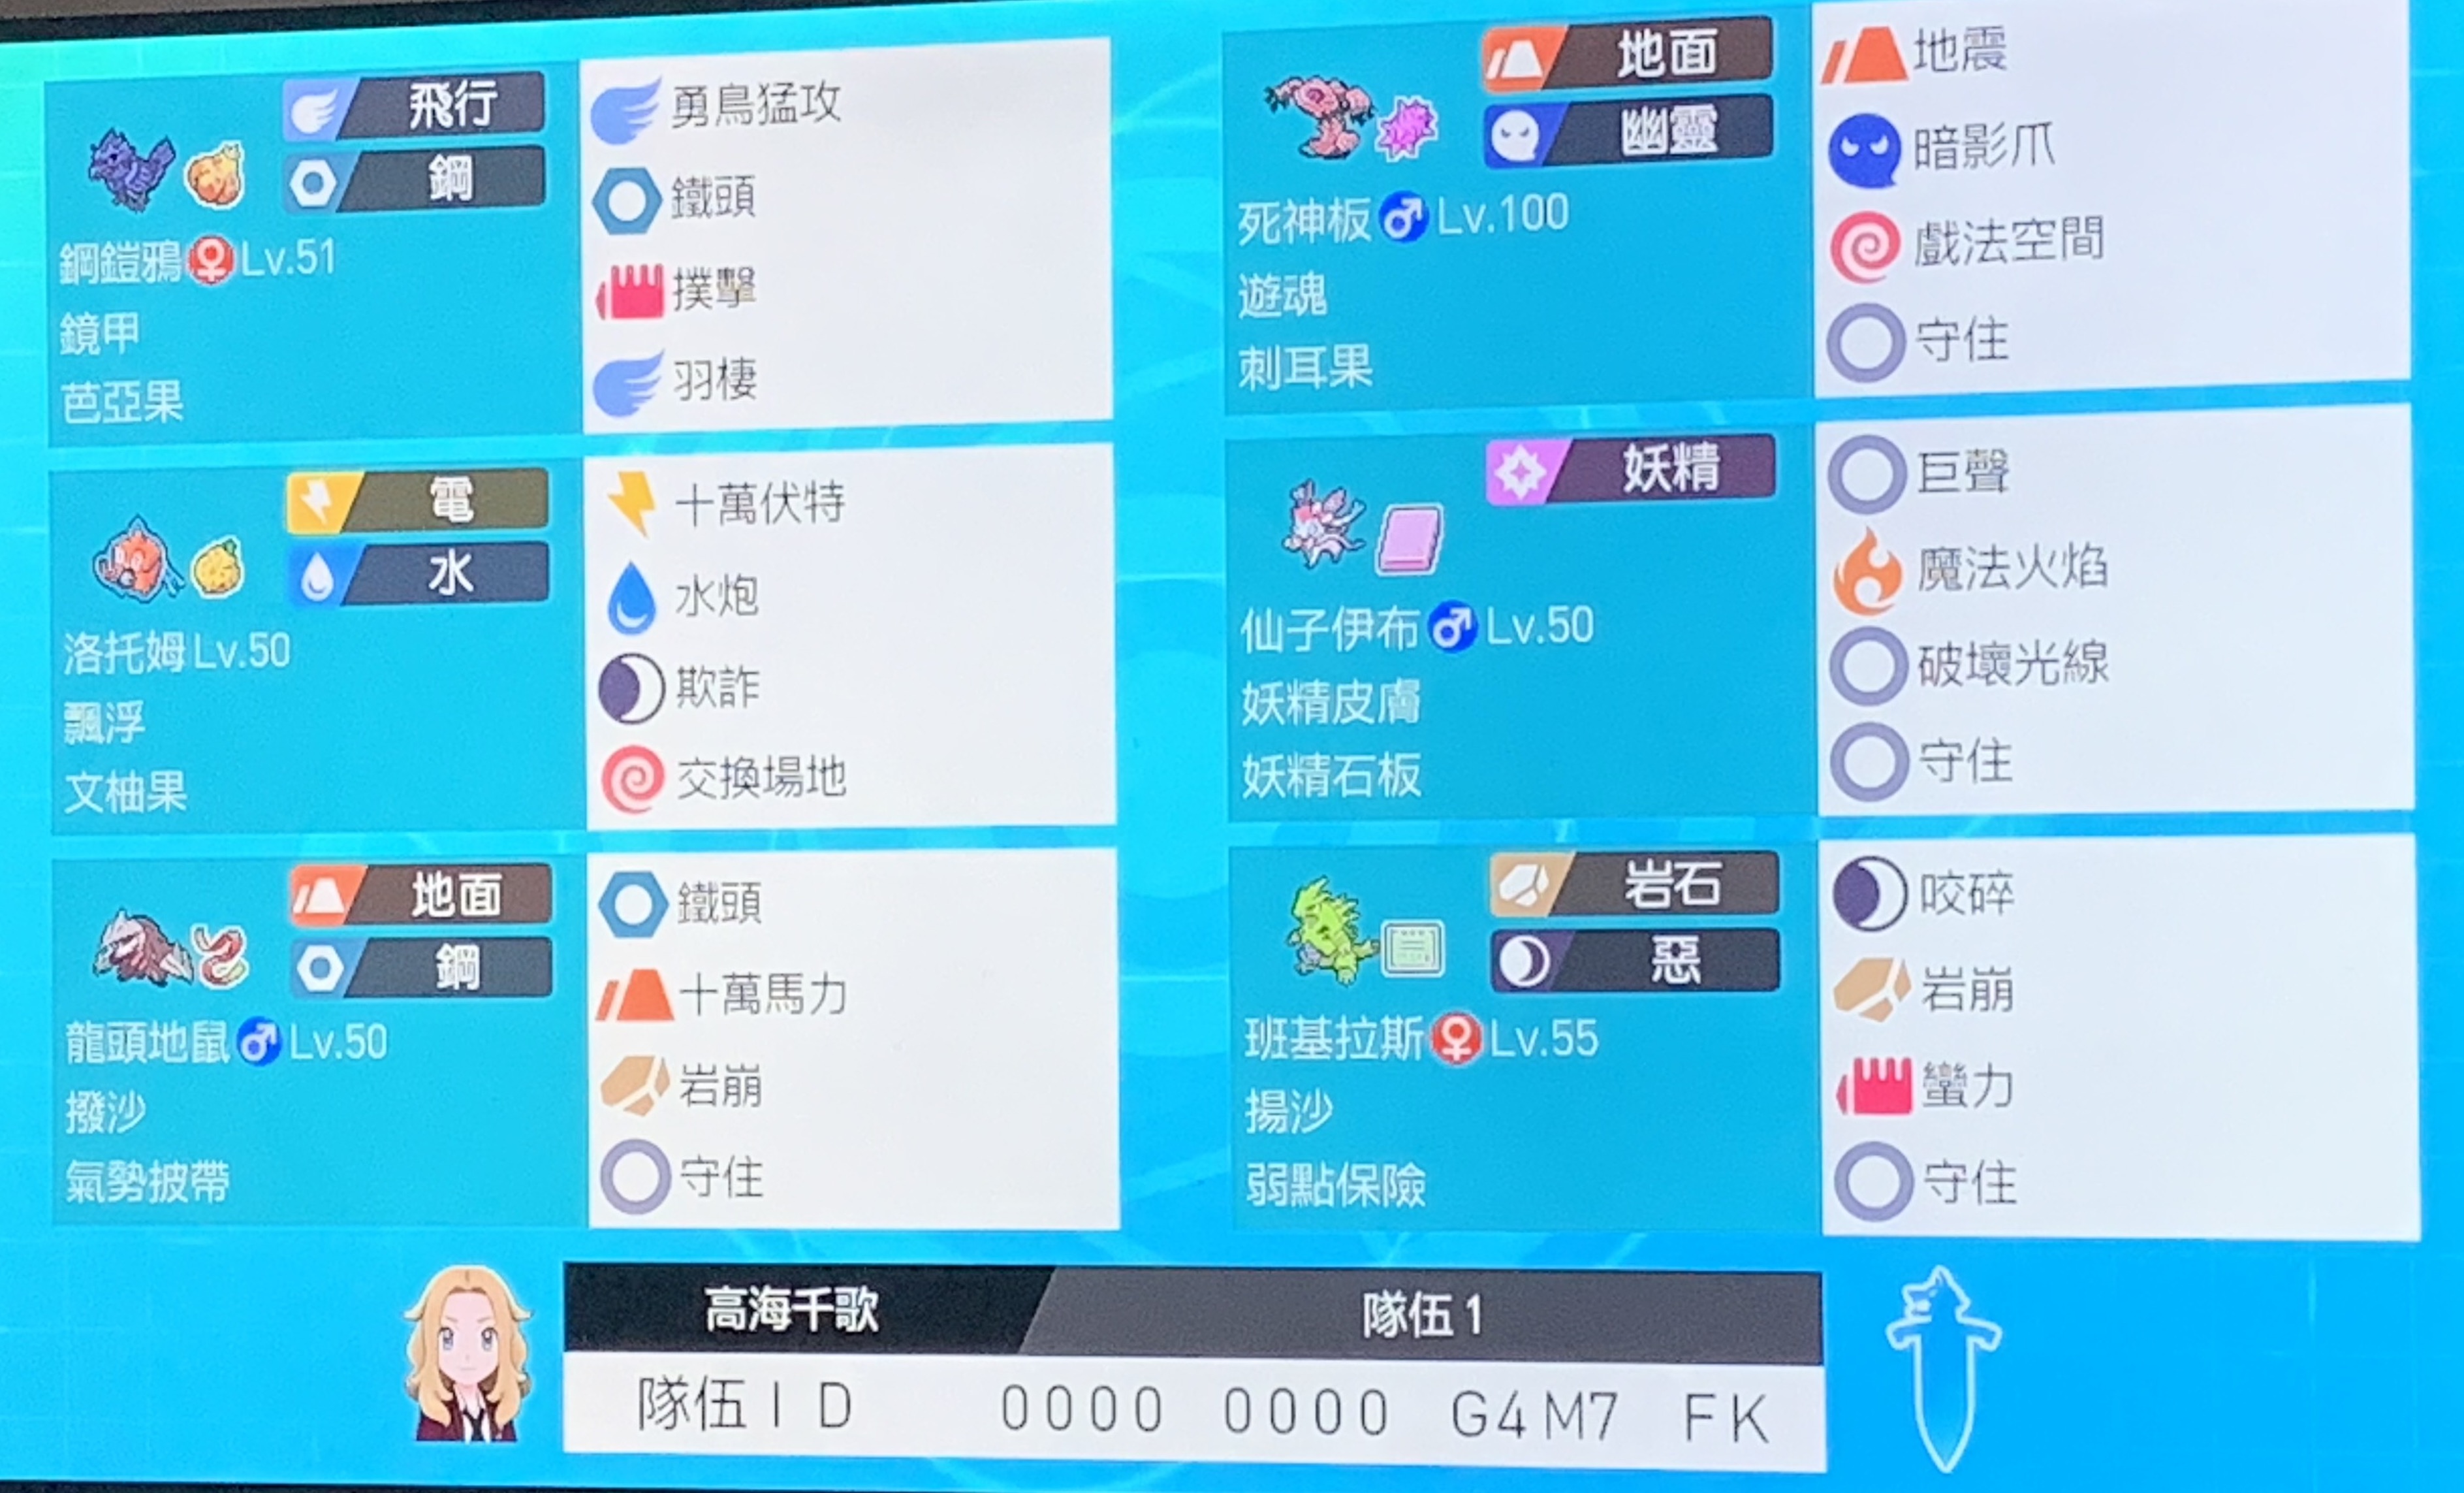 飛行
鋼
鋼鎧鴉♀Lv.51
鏡甲
芭亞果
勇鳥猛攻
鐵頭
撲擊
羽棲
地面
幽靈
死神板♂Lv.100
遊魂
刺耳果
地震
暗影爪
戲法空間
守住
電
水
洛托姆Lv.50
飄浮
文柚果
十萬伏特
水炮
欺詐
交換場地
妖精
仙子伊布♂Lv.50
妖精皮膚
妖精石板
巨聲
魔法火焰
破壞光線
守住
地面
鋼
龍頭地鼠♂Lv.50
撥沙
氣勢披帶
鐵頭
十萬馬力
岩崩
守住
岩石
惡
班基拉斯♀Lv.55
揚沙
弱點保險
咬碎
岩崩
蠻力
守住
高海千歌
隊伍1
隊伍ID 0000 0000 G4M7 FK